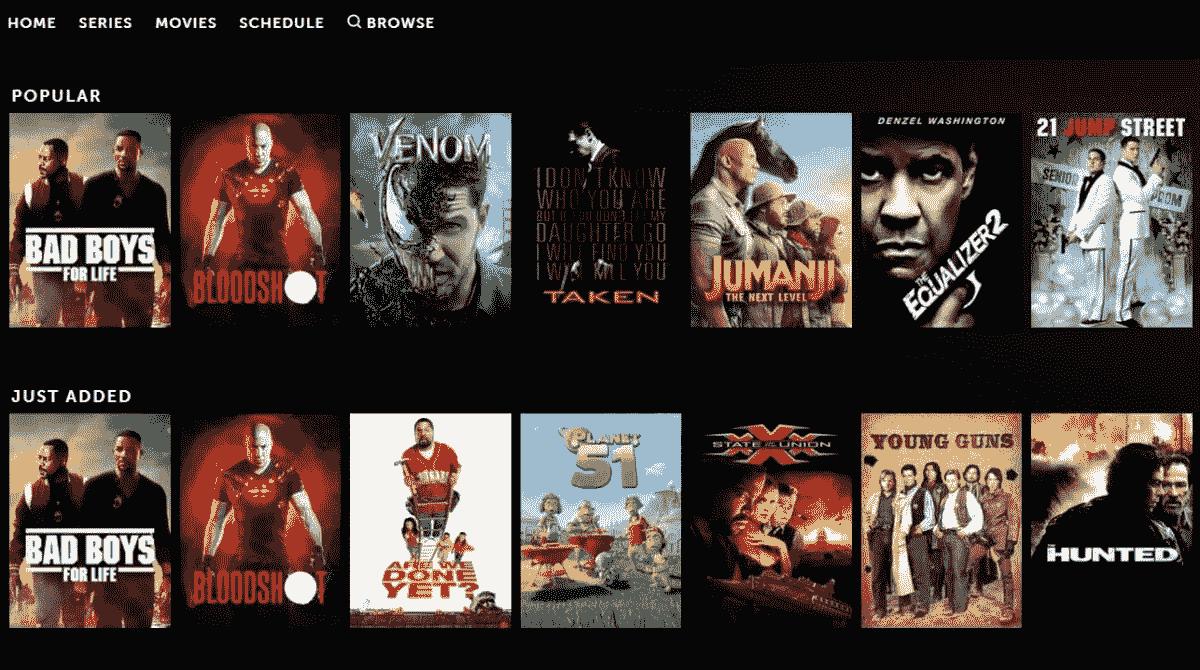 HOME SERIES MOVIES SCHEDULE BROWSE
POPULAR
BAD BOYS
FOR LIFE
BLOODSHOT
VENOM
I DON'T KNOW
WHO YOU ARE
BUT IF YOU DON'T LET MY
DAUGHTER GO
I WILL FIND YOU
I WILL KILL YOU
TAKEN
JUMANJI
THE NEXT LEVEL
DENZEL WASHINGTON
THE
EQUALIZER 2
21 JUMP STREET
SENIOR
JUST ADDED
BAD BOYS
FOR LIFE
BLOODSHOT
ARE WE
DONE
YET?
PLANET
51
XXX
STATE OF THE UNION
YOUNG GUNS
THE
HUNTED